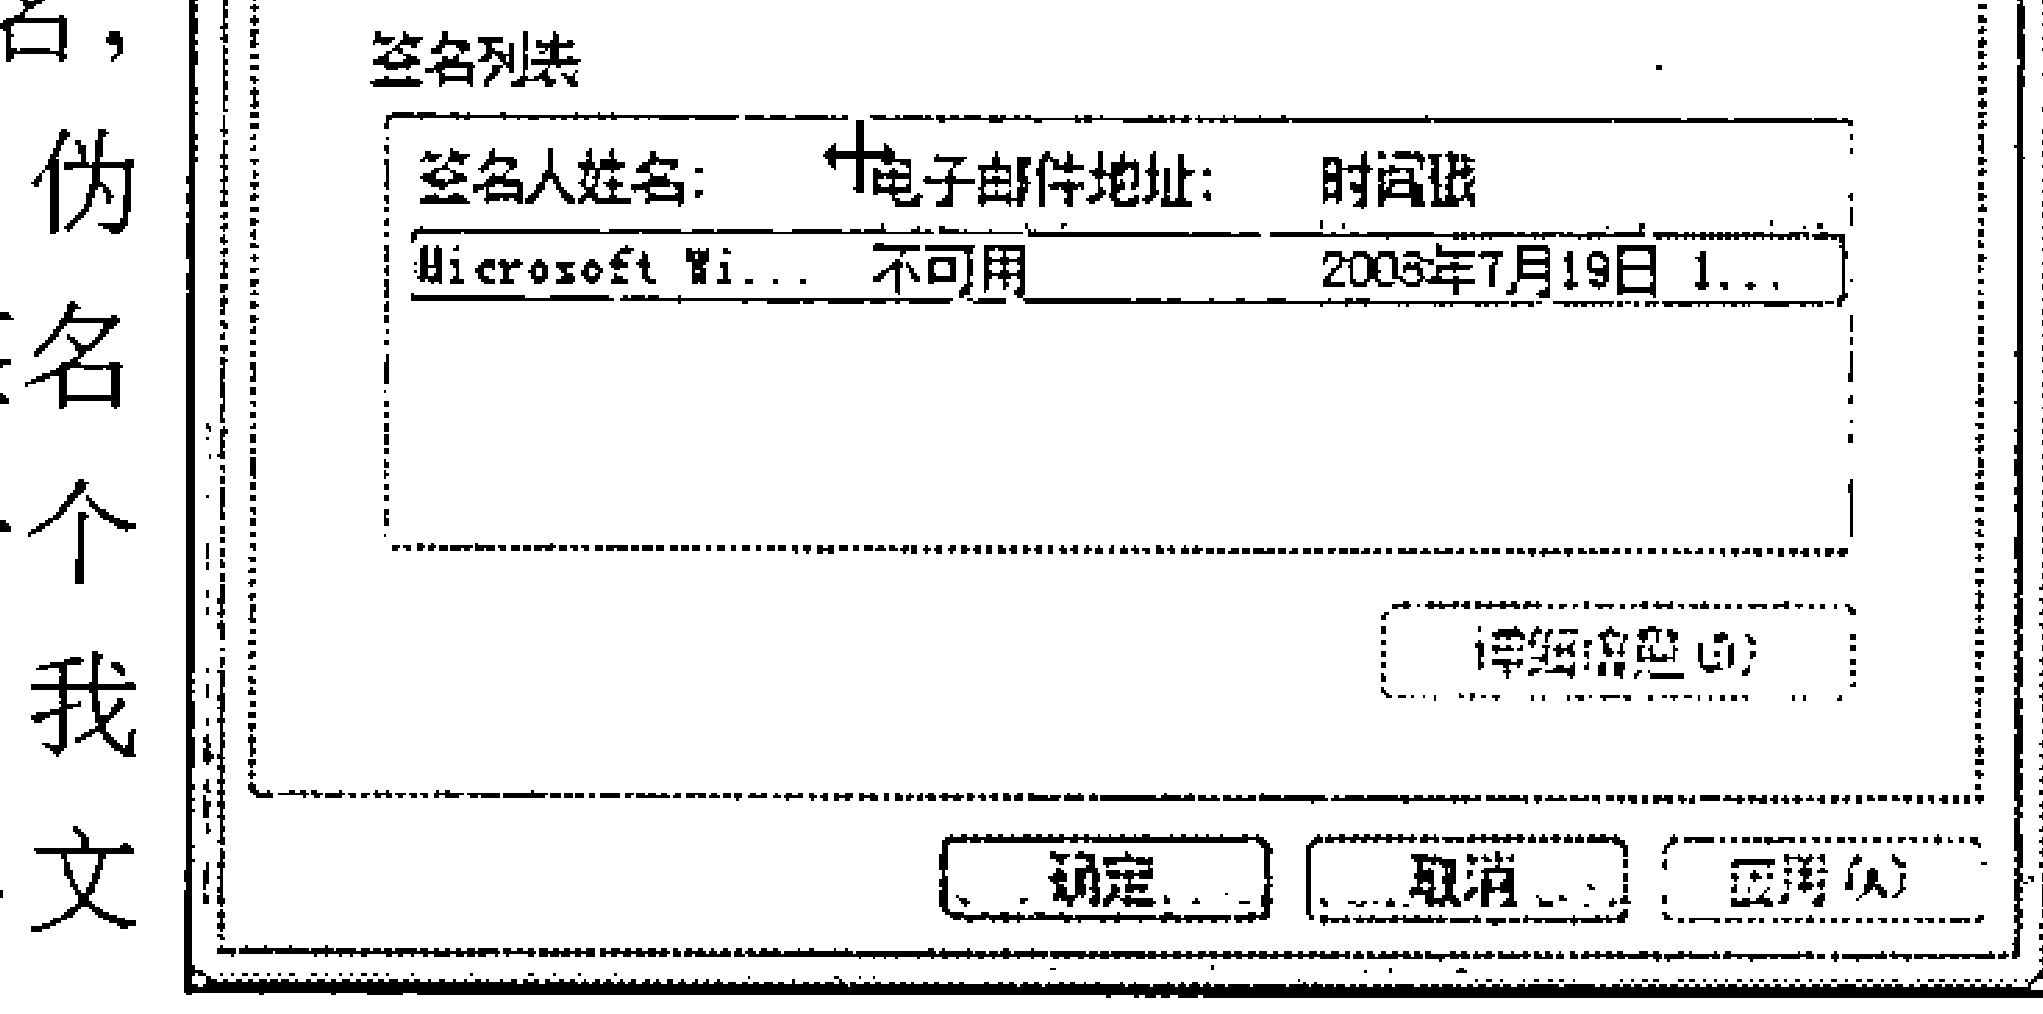 名，
伪
名
个
我
文
签名列表
签名人姓名: 电子邮件地址: 时间戳
Microsoft Wi... 不可用 2008年7月19日 1...
详细信息(D)
确定 取消 应用(A)